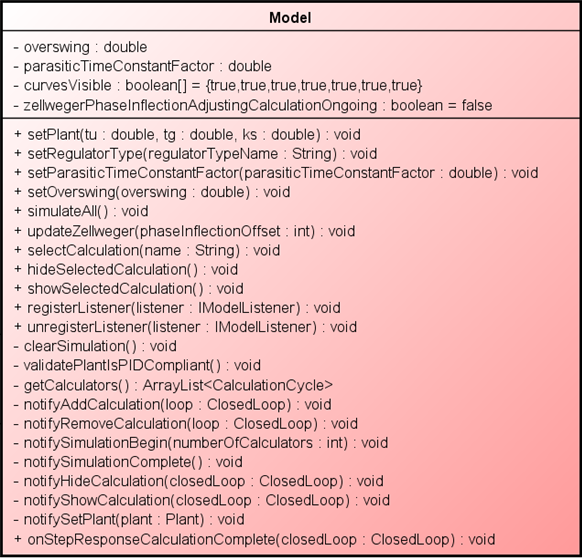 Model
- overswing : double
- parasiticTimeConstantFactor : double
- curvesVisible : boolean[] = {true,true,true,true,true,true,true}
- zellwegerPhaseInflectionAdjustingCalculationOngoing : boolean = false
+ setPlant(tu : double, tg : double, ks : double) : void
+ setRegulatorType(regulatorTypeName : String) : void
+ setParasiticTimeConstantFactor(parasiticTimeConstantFactor : double) : void
+ setOverswing(overswing : double) : void
+ simulateAll() : void
+ updateZellweger(phaseInflectionOffset : int) : void
+ selectCalculation(name : String) : void
+ hideSelectedCalculation() : void
+ showSelectedCalculation() : void
+ registerListener(listener : IModelListener) : void
+ unregisterListener(listener : IModelListener) : void
- clearSimulation() : void
- validatePlantIsPIDCompliant() : void
- getCalculators() : ArrayList<CalculationCycle>
- notifyAddCalculation(loop : ClosedLoop) : void
- notifyRemoveCalculation(loop : ClosedLoop) : void
- notifySimulationBegin(numberOfCalculators : int) : void
- notifySimulationComplete() : void
- notifyHideCalculation(closedLoop : ClosedLoop) : void
- notifyShowCalculation(closedLoop : ClosedLoop) : void
- notifySetPlant(plant : Plant) : void
+ onStepResponseCalculationComplete(closedLoop : ClosedLoop) : void